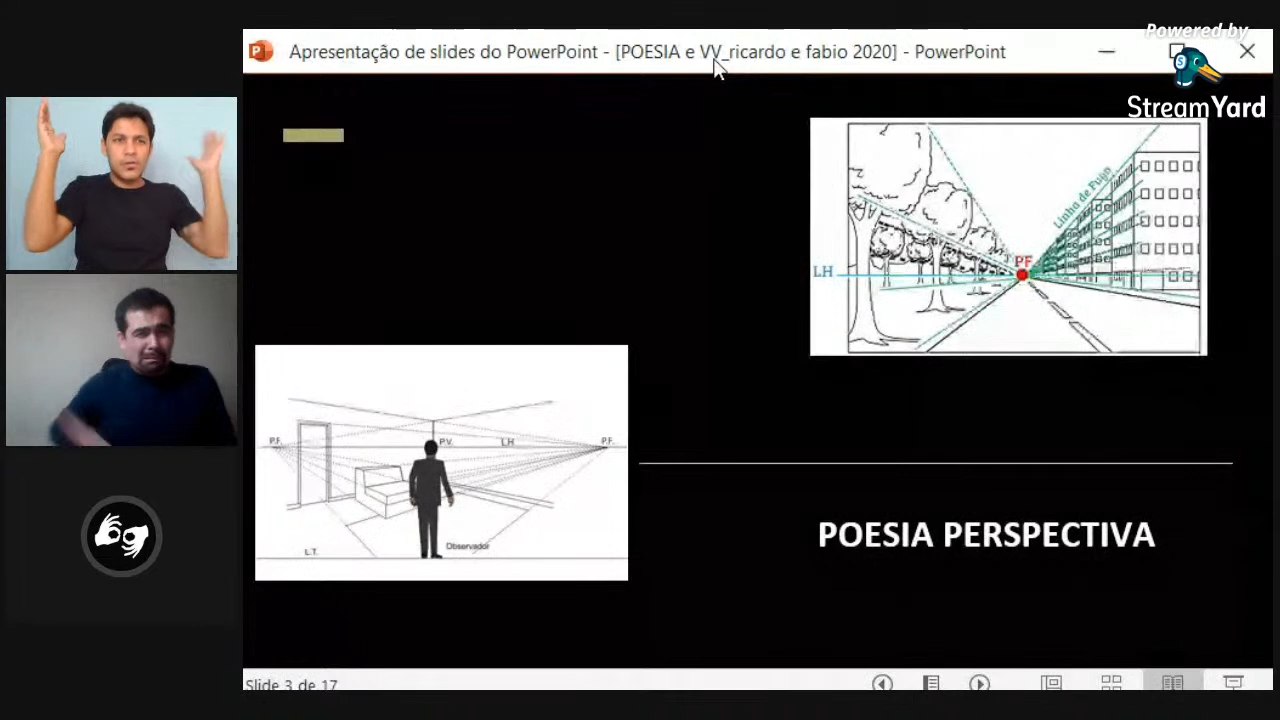 Powered by
StreamYard
Apresentação de slides do PowerPoint - [POESIA e VV_ricardo e fabio 2020] - PowerPoint
Linha de Fuga
LH
PF
P.F.
P.V.
L.H
P.F.
L.T.
Observador
POESIA PERSPECTIVA
Slide 3 de 17